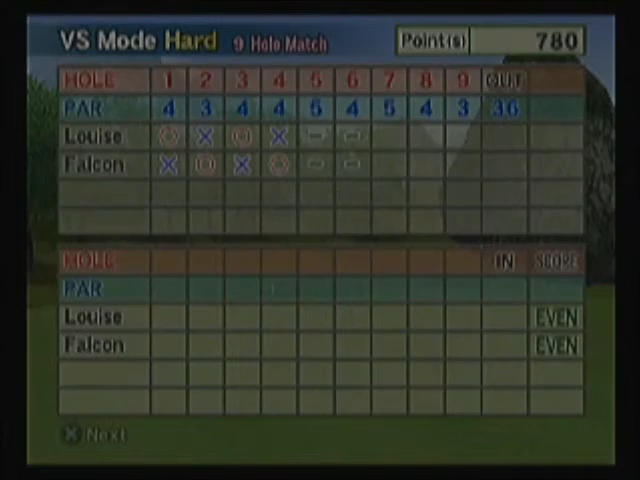 VS Mode Hard 9 Hole Match Point(s) 780
HOLE 1 2 3 4 5 6 7 8 9 OUT
PAR 4 3 4 4 5 4 5 4 3 36
Louise ◎ × ◎ × - -
Falcon × ◎ × ◎ - -
HOLE IN SCORE
PAR
Louise EVEN
Falcon EVEN
× Next